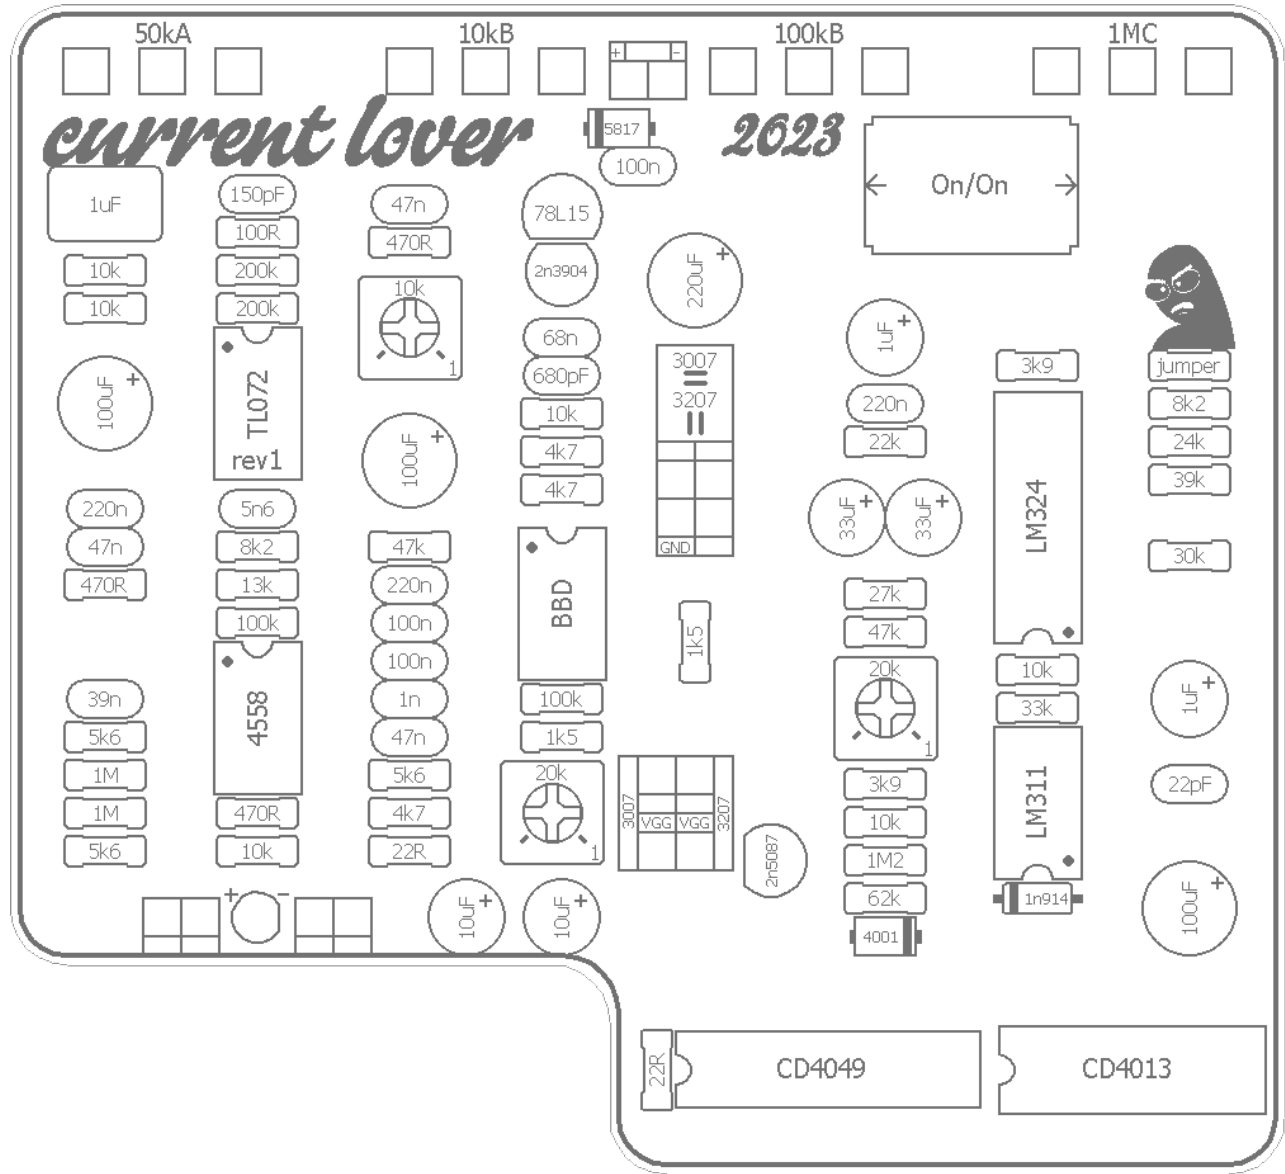 50kA
10kB
+ -
100kB
1MC
current lover
5817
2023
100n
1uF
150pF
100R
47n
470R
78L15
On/On
10k
200k
10k
2n3904
220uF
+
10k
200k
1
68n
1uF
+
3007
3207
3k9
jumper
100uF
+
TL072
rev1
680pF
10k
220n
8k2
100uF
+
4k7
22k
24k
4k7
39k
220n
5n6
33uF
+
33uF
+
LM324
47n
8k2
47k
GND
30k
470R
13k
220n
BBD
27k
100k
100n
1k5
47k
100n
20k
10k
39n
4558
1n
100k
33k
1uF
+
5k6
47n
1k5
1
1M
5k6
20k
3k9
LM311
22pF
1M
470R
4k7
3007
VGG
VGG
3207
10k
5k6
10k
22R
1
2n5087
1M2
+ -
10uF
+
10uF
+
62k
1n914
100uF
+
4001
22R
CD4049
CD4013